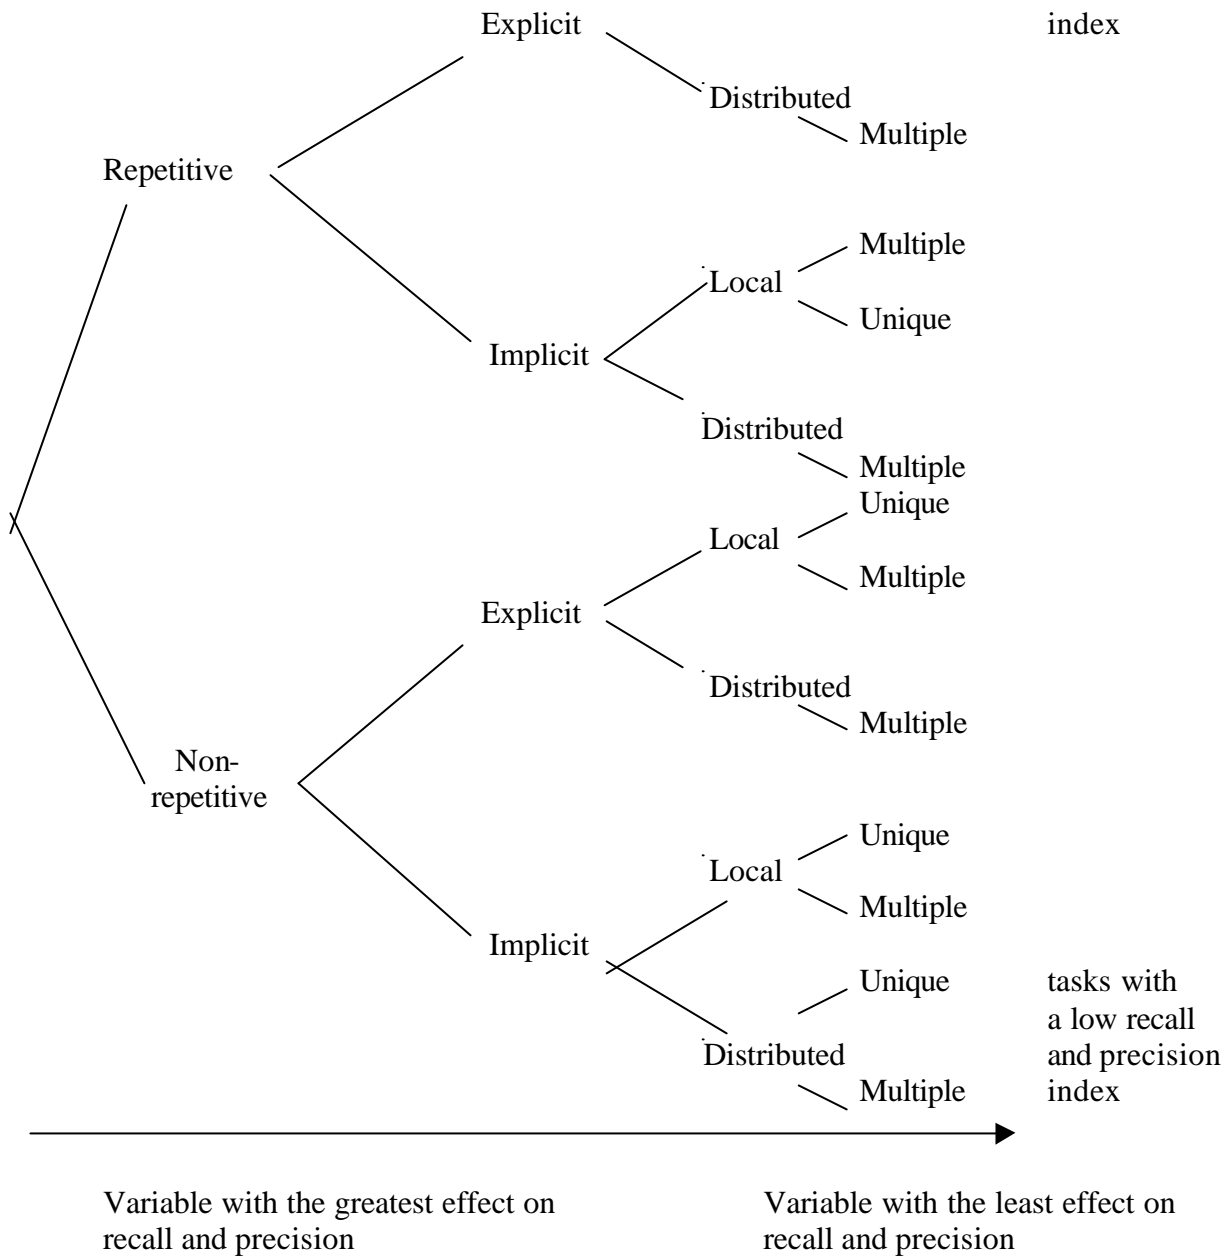 Explicit
index
Distributed
Multiple
Repetitive
Multiple
Local
Unique
Implicit
Distributed
Multiple
Unique
Local
Multiple
Explicit
Distributed
Multiple
Non-
repetitive
Unique
Local
Multiple
Implicit
Unique
tasks with
a low recall
and precision
index
Distributed
Multiple
Variable with the greatest effect on
recall and precision
Variable with the least effect on
recall and precision